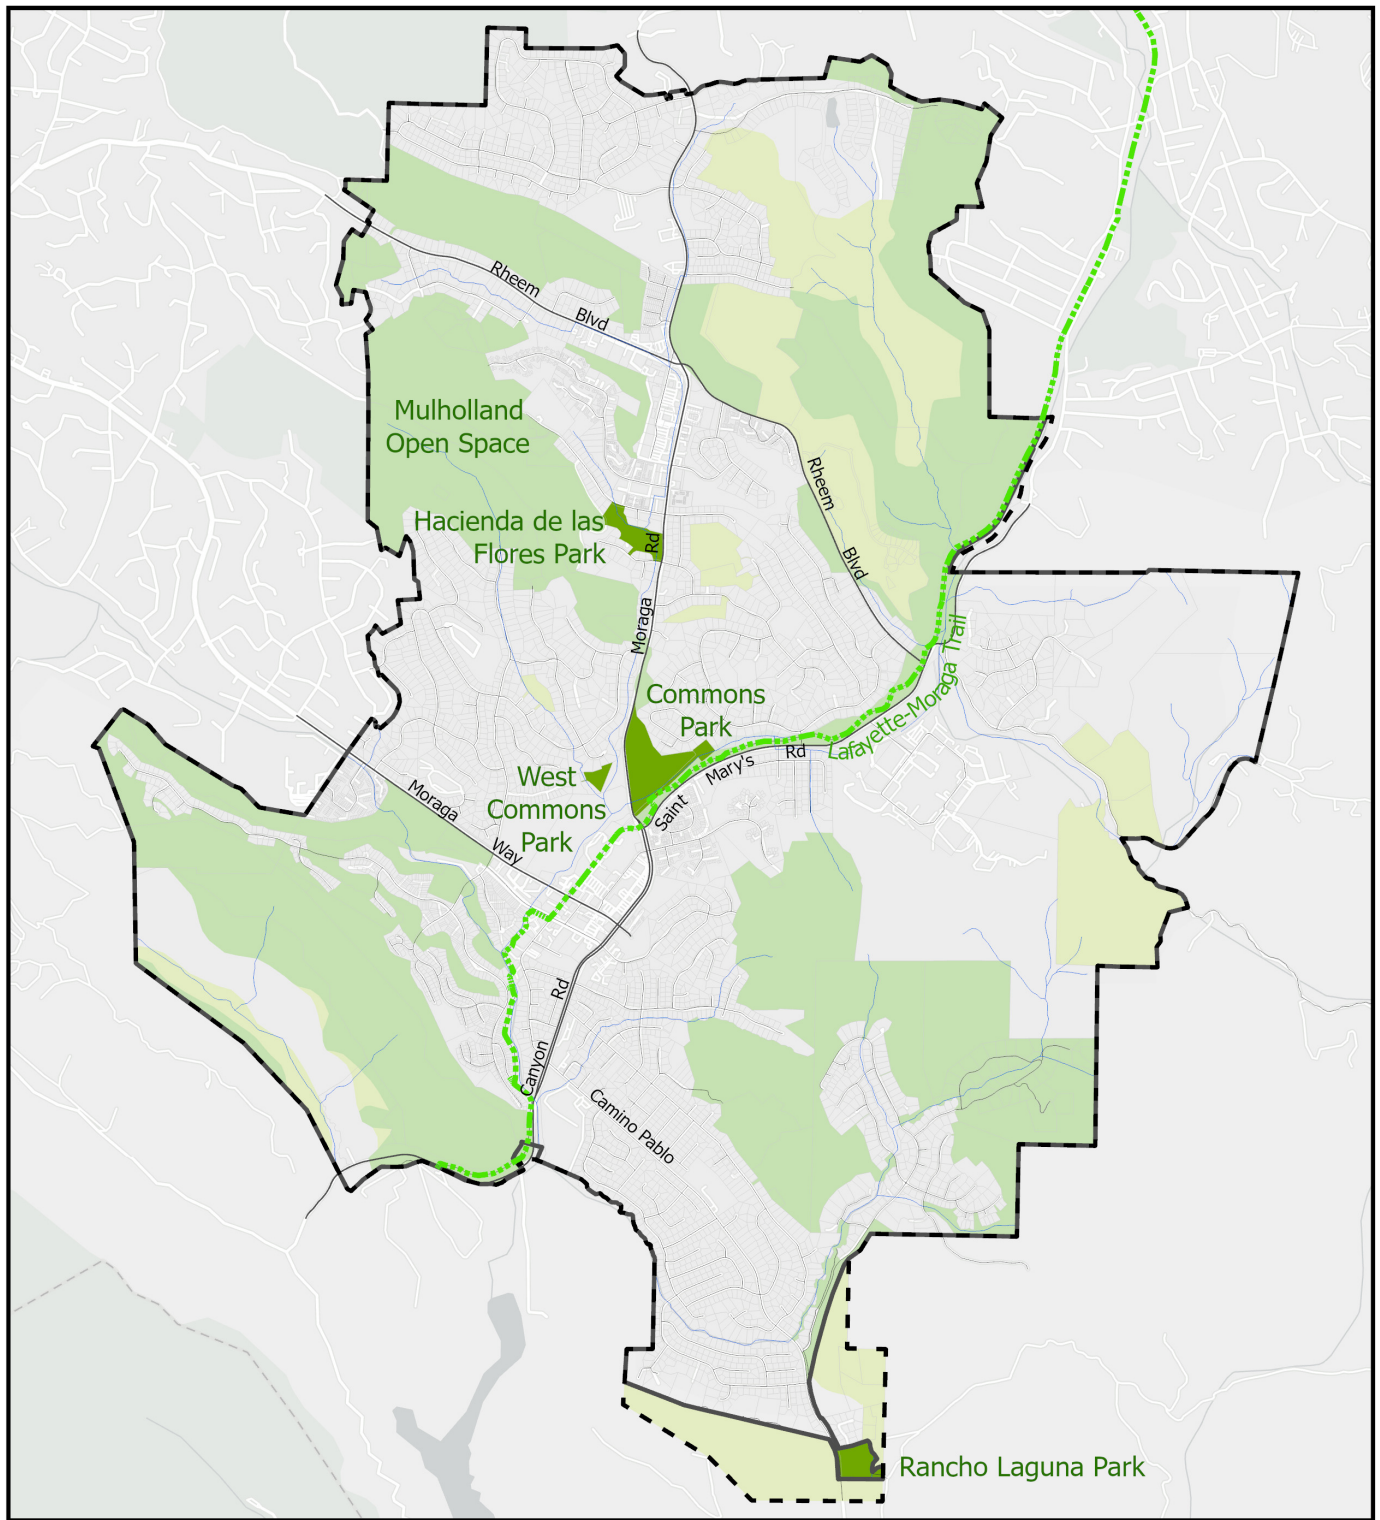 Rheem
Blvd
Mulholland
Open Space
Rheem
Hacienda de las
Flores Park
Rd
Blvd
Moraga
Lafayette-Moraga Trail
Commons
Park
West
Commons
Park
Mary's
Rd
Saint
Moraga
Way
Rd
Canyon
Camino Pablo
Rancho Laguna Park